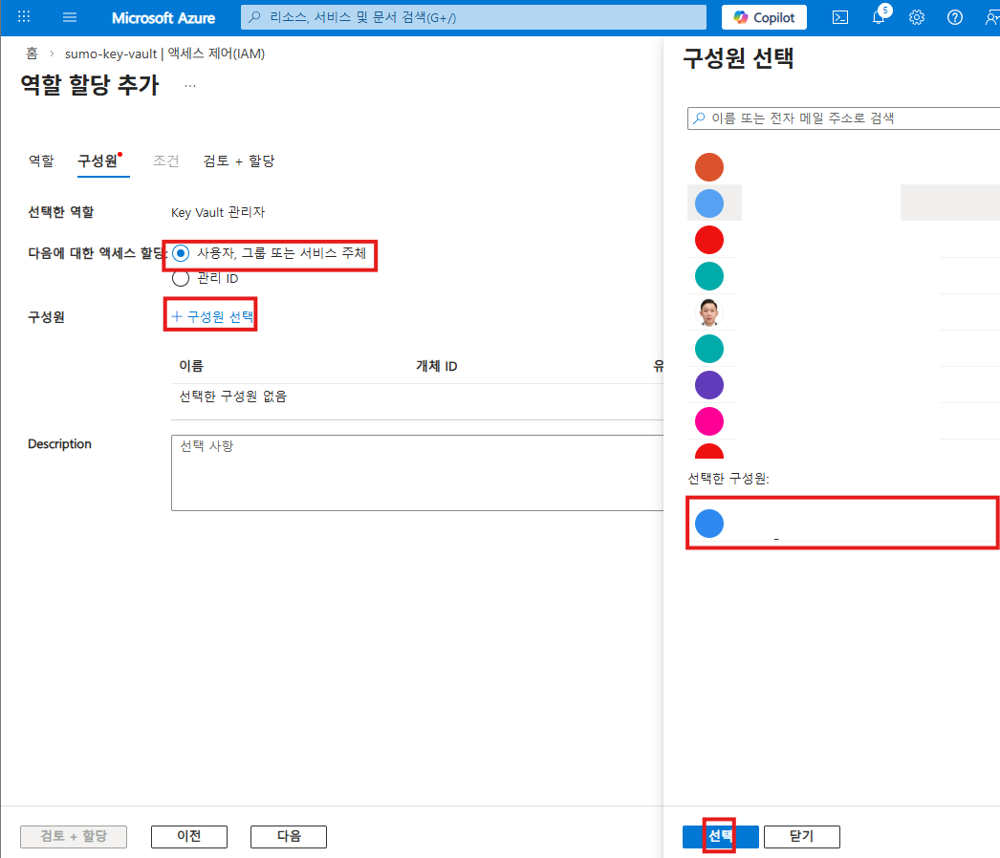 Microsoft Azure
리소스, 서비스 및 문서 검색(G+/)
Copilot
5
홈 > sumo-key-vault | 액세스 제어(IAM)
역할 할당 추가 ...
역할 구성원 조건 검토 + 할당
선택한 역할 Key Vault 관리자
다음에 대한 액세스 할당: 사용자, 그룹 또는 서비스 주체
관리 ID
구성원 + 구성원 선택
이름 개체 ID 유
선택한 구성원 없음
Description 선택 사항
검토 + 할당 이전 다음
구성원 선택
이름 또는 전자 메일 주소로 검색
선택한 구성원:
선택 닫기